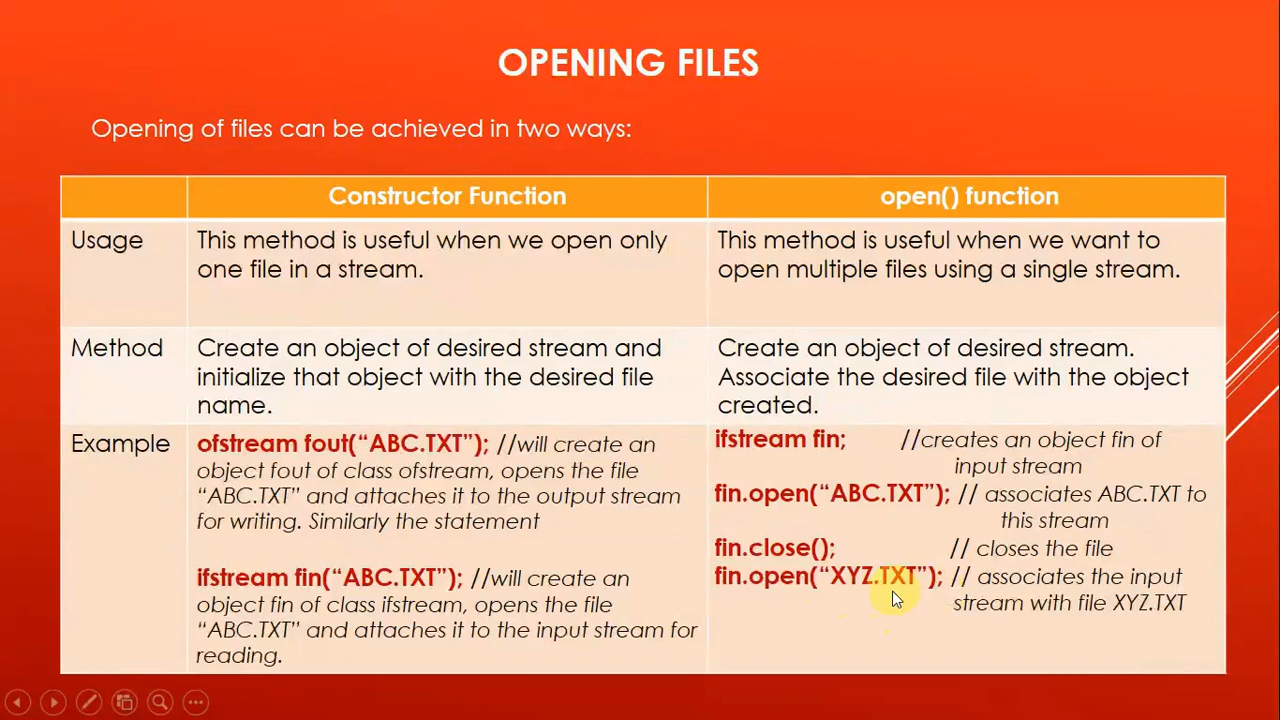 OPENING FILES
Opening of files can be achieved in two ways:
Constructor Function
open() function
Usage
This method is useful when we open only
one file in a stream.
This method is useful when we want to
open multiple files using a single stream.
Method
Create an object of desired stream and
initialize that object with the desired file
name.
Create an object of desired stream.
Associate the desired file with the object
created.
Example
ofstream fout(“ABC.TXT”); //will create an
object fout of class ofstream, opens the file
“ABC.TXT” and attaches it to the output stream
for writing. Similarly the statement
ifstream fin(“ABC.TXT”); //will create an
object fin of class ifstream, opens the file
“ABC.TXT” and attaches it to the input stream for
reading.
ifstream fin; //creates an object fin of
input stream
fin.open(“ABC.TXT”); // associates ABC.TXT to
this stream
fin.close(); // closes the file
fin.open(“XYZ.TXT”); // associates the input
stream with file XYZ.TXT